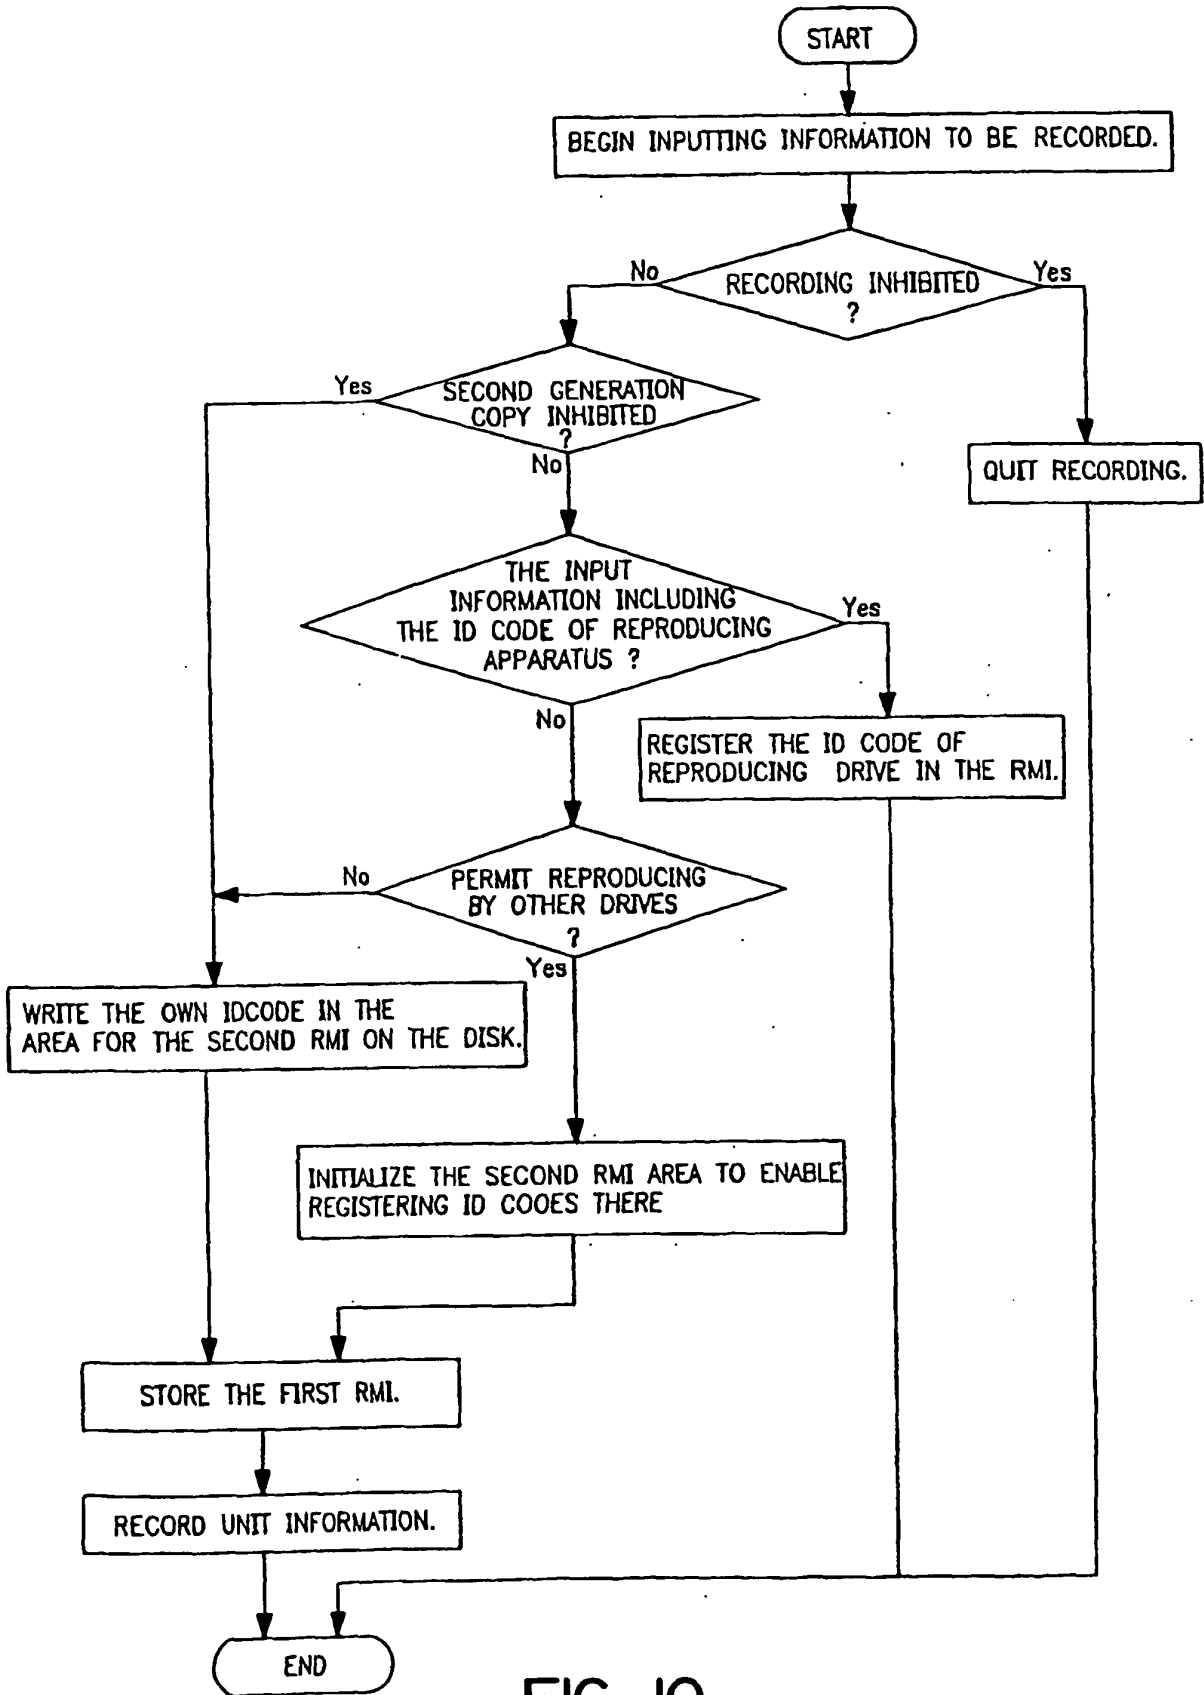 START
BEGIN INPUTTING INFORMATION TO BE RECORDED.
No
RECORDING INHIBITED
?
Yes
Yes
SECOND GENERATION
COPY INHIBITED
?
No
QUIT RECORDING.
THE INPUT
INFORMATION INCLUDING
THE ID CODE OF REPRODUCING
APPARATUS ?
Yes
No
REGISTER THE ID CODE OF
REPRODUCING DRIVE IN THE RMI.
No
PERMIT REPRODUCING
BY OTHER DRIVES
?
Yes
WRITE THE OWN IDCODE IN THE
AREA FOR THE SECOND RMI ON THE DISK.
INITIALIZE THE SECOND RMI AREA TO ENABLE
REGISTERING ID COOES THERE
STORE THE FIRST RMI.
RECORD UNIT INFORMATION.
END
FIG. 10